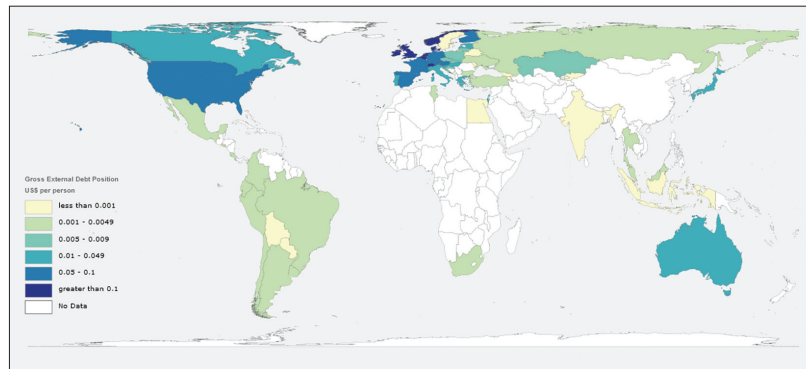 Gross External Debt Position
US$ per person
less than 0.001
0.001 - 0.0049
0.005 - 0.009
0.01 - 0.049
0.05 - 0.1
greater than 0.1
No Data